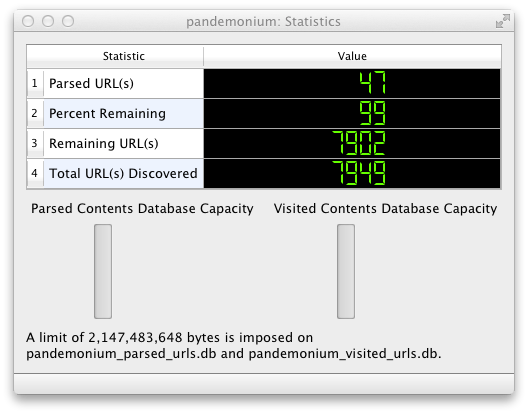 pandemonium: Statistics
Statistic Value
1 Parsed URL(s) 47
2 Percent Remaining 99
3 Remaining URL(s) 7902
4 Total URL(s) Discovered 7949
Parsed Contents Database Capacity Visited Contents Database Capacity
A limit of 2,147,483,648 bytes is imposed on
pandemonium_parsed_urls.db and pandemonium_visited_urls.db.